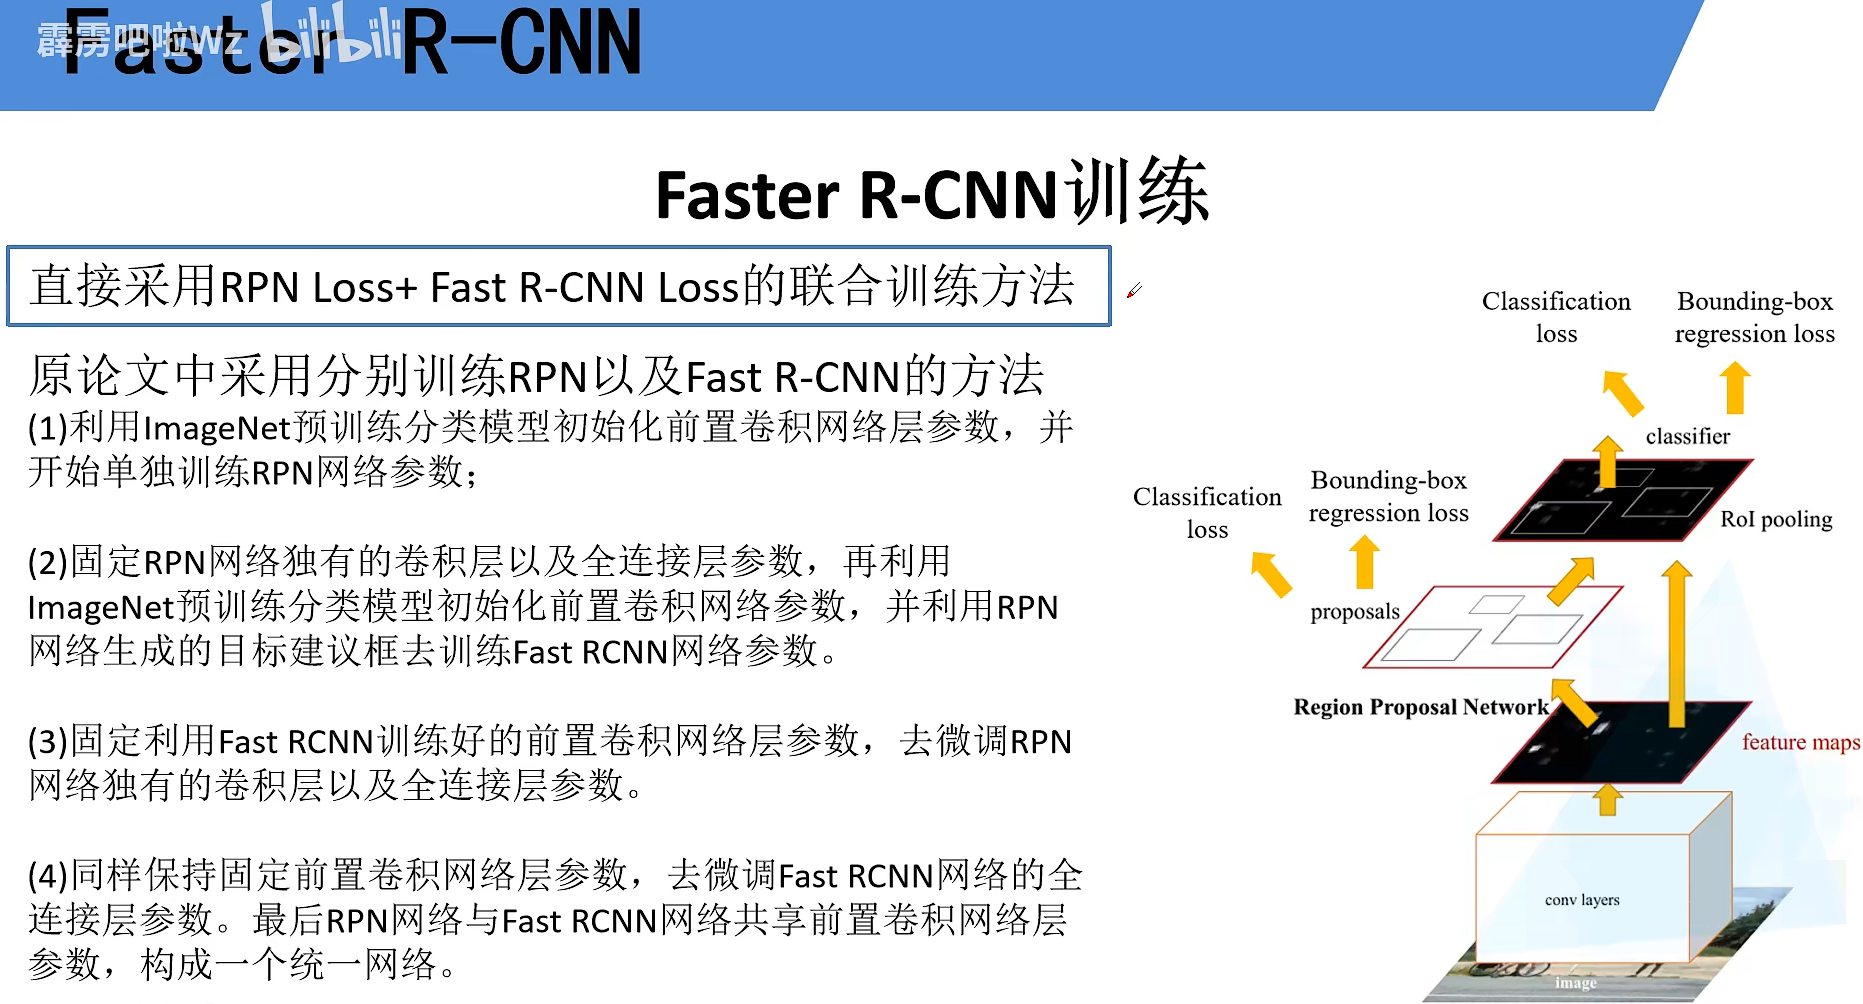 Faster R-CNN
霹雳吧啦Wz bilibili
Faster R-CNN训练
直接采用RPN Loss+ Fast R-CNN Loss的联合训练方法
原论文中采用分别训练RPN以及Fast R-CNN的方法
(1)利用ImageNet预训练分类模型初始化前置卷积网络层参数，并
开始单独训练RPN网络参数；
(2)固定RPN网络独有的卷积层以及全连接层参数，再利用
ImageNet预训练分类模型初始化前置卷积网络参数，并利用RPN
网络生成的目标建议框去训练Fast RCNN网络参数。
(3)固定利用Fast RCNN训练好的前置卷积网络层参数，去微调RPN
网络独有的卷积层以及全连接层参数。
(4)同样保持固定前置卷积网络层参数，去微调Fast RCNN网络的全
连接层参数。最后RPN网络与Fast RCNN网络共享前置卷积网络层
参数，构成一个统一网络。
Classification
loss
Bounding-box
regression loss
classifier
RoI pooling
Classification
loss
Bounding-box
regression loss
proposals
Region Proposal Network
feature maps
conv layers
image